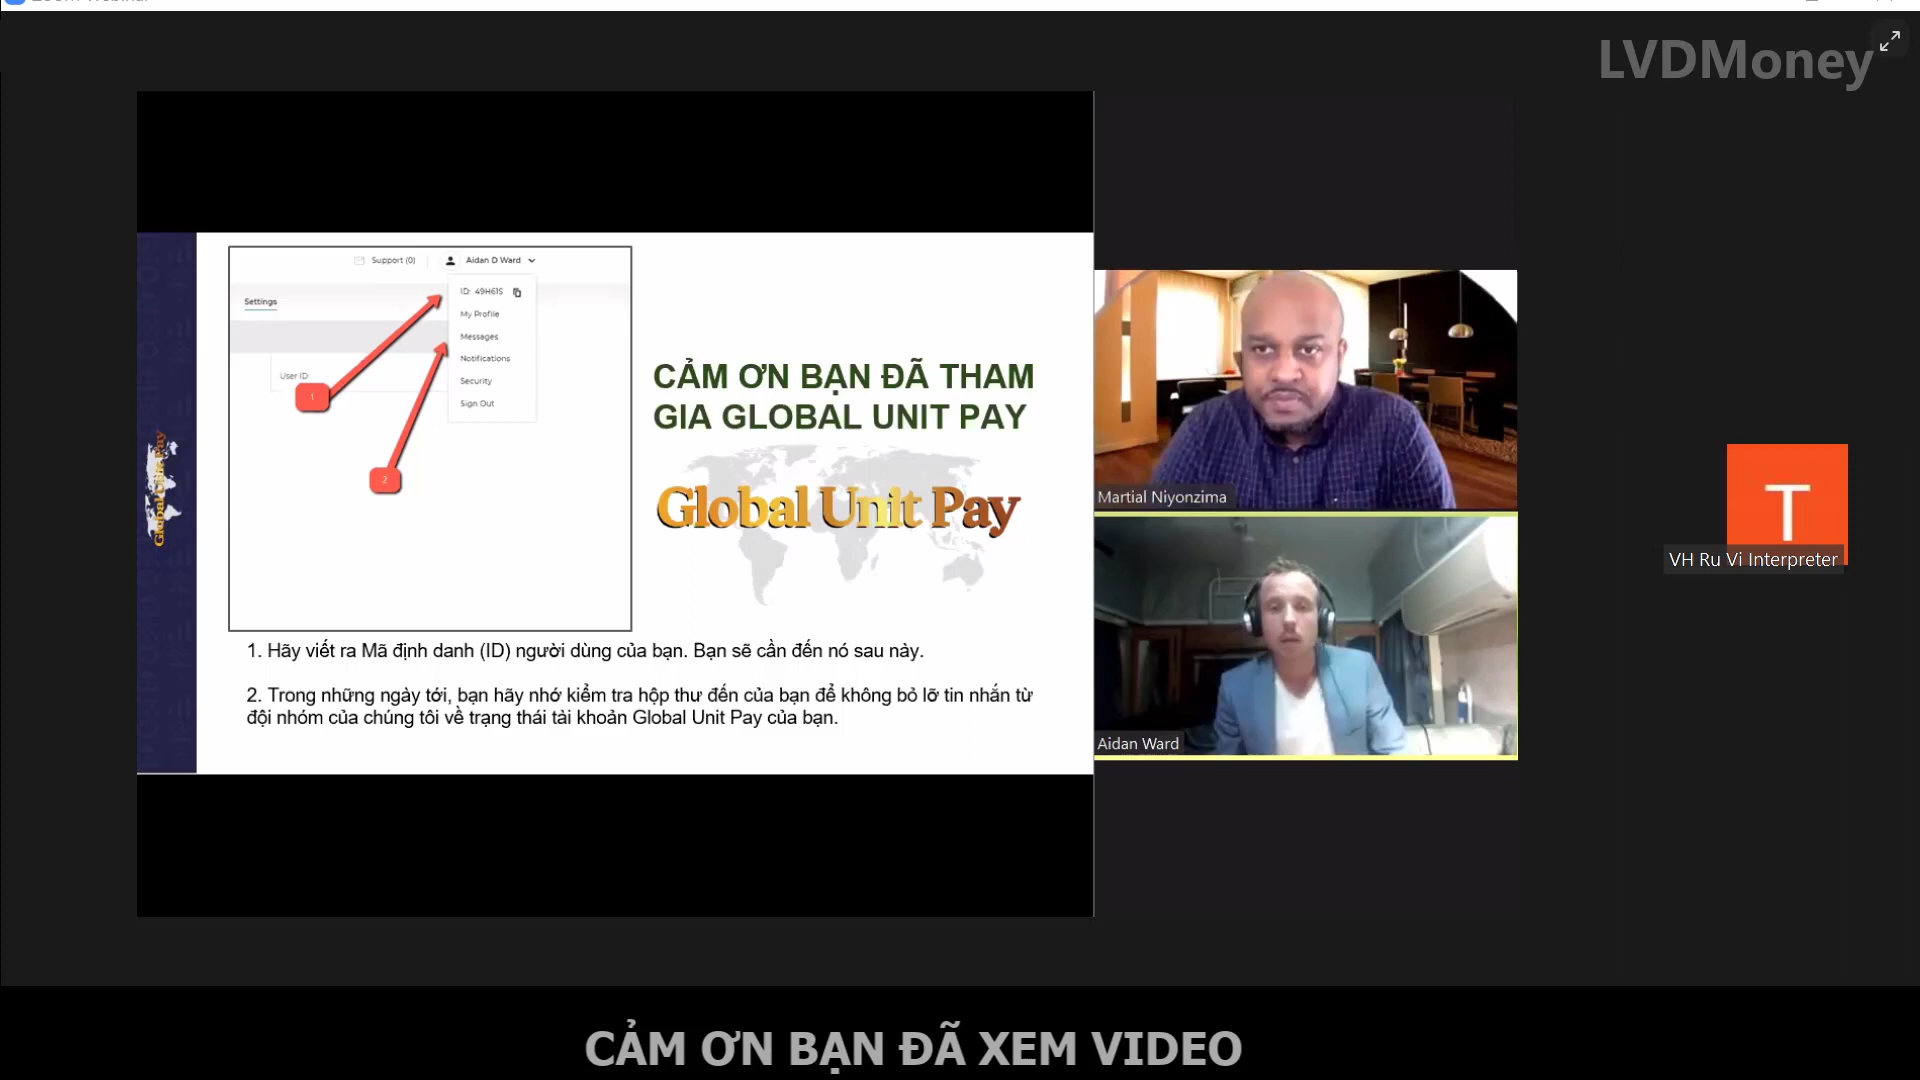 LVDMoney
Support (0)
Aidan D Ward
Settings
ID: 49H61S
My Profile
Messages
Notifications
Security
Sign Out
User ID:
1
2
CẢM ƠN BẠN ĐÃ THAM
GIA GLOBAL UNIT PAY
Global Unit Pay
Global Unit Pay
1. Hãy viết ra Mã định danh (ID) người dùng của bạn. Bạn sẽ cần đến nó sau này.
2. Trong những ngày tới, bạn hãy nhớ kiểm tra hộp thư đến của bạn để không bỏ lỡ tin nhắn từ
đội nhóm của chúng tôi về trạng thái tài khoản Global Unit Pay của bạn.
Martial Niyonzima
Aidan Ward
T
VH Ru Vi Interpreter
CẢM ƠN BẠN ĐÃ XEM VIDEO